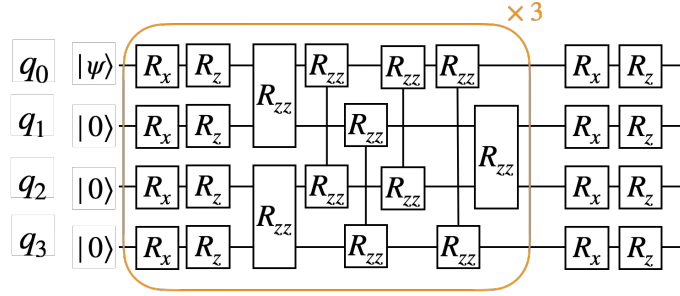 × 3
q0 |ψ⟩ Rx Rz Rzz Rzz Rzz Rzz Rx Rz
q1 |0⟩ Rx Rz Rzz Rzz Rx Rz
q2 |0⟩ Rx Rz Rzz Rzz Rzz Rx Rz
q3 |0⟩ Rx Rz Rzz Rzz Rx Rz